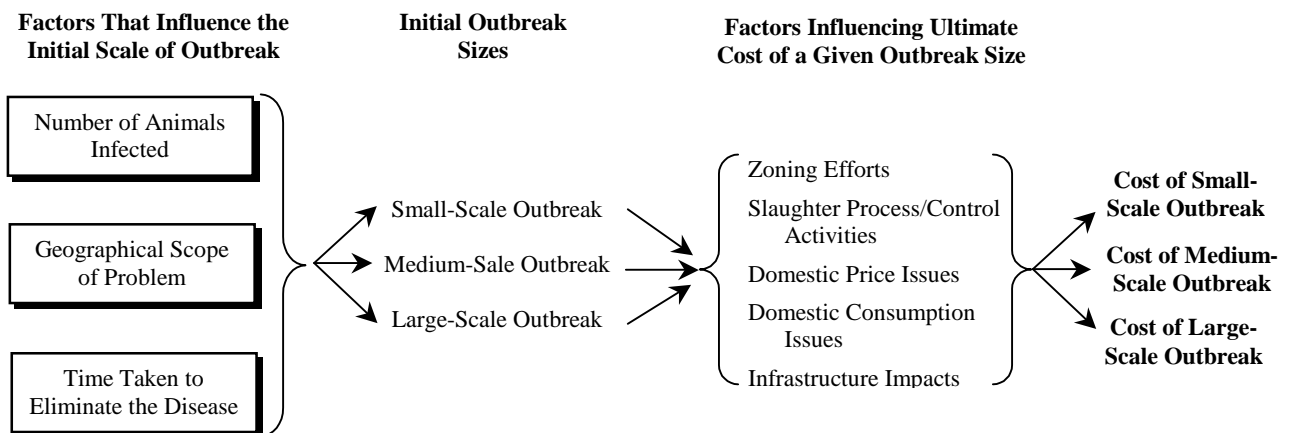 Factors That Influence the
Initial Scale of Outbreak
Initial Outbreak
Sizes
Factors Influencing Ultimate
Cost of a Given Outbreak Size
Number of Animals
Infected
Geographical Scope
of Problem
Time Taken to
Eliminate the Disease
Small-Scale Outbreak
Medium-Sale Outbreak
Large-Scale Outbreak
Zoning Efforts
Slaughter Process/Control
Activities
Domestic Price Issues
Domestic Consumption
Issues
Infrastructure Impacts
Cost of Small-
Scale Outbreak
Cost of Medium-
Scale Outbreak
Cost of Large-
Scale Outbreak